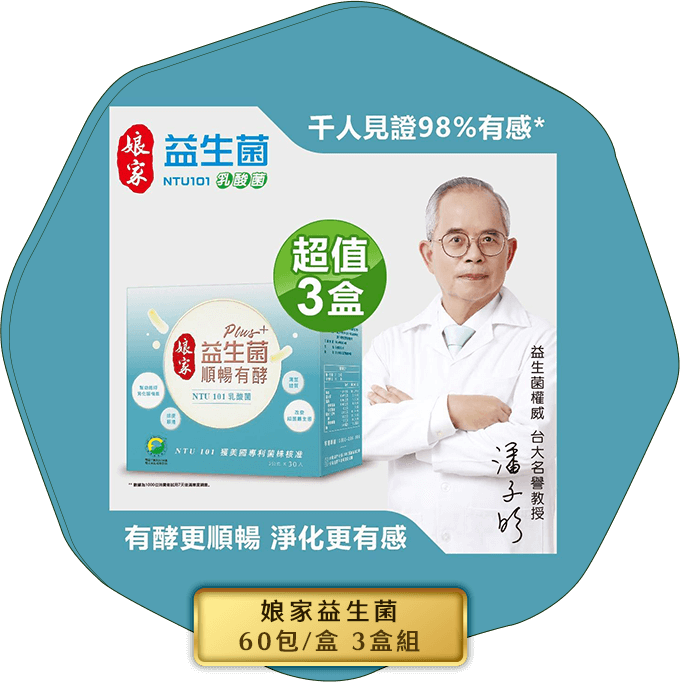 千人見證98%有感*
娘家
益生菌
NTU101 乳酸菌
超值
3盒
Plus+
娘家
益生菌
順暢有酵
NTU 101 乳酸菌
NTU 101 獲美國專利菌株核准
益生菌權威 台大名譽教授
潘子明
有酵更順暢 淨化更有感
娘家益生菌
60包/盒 3盒組